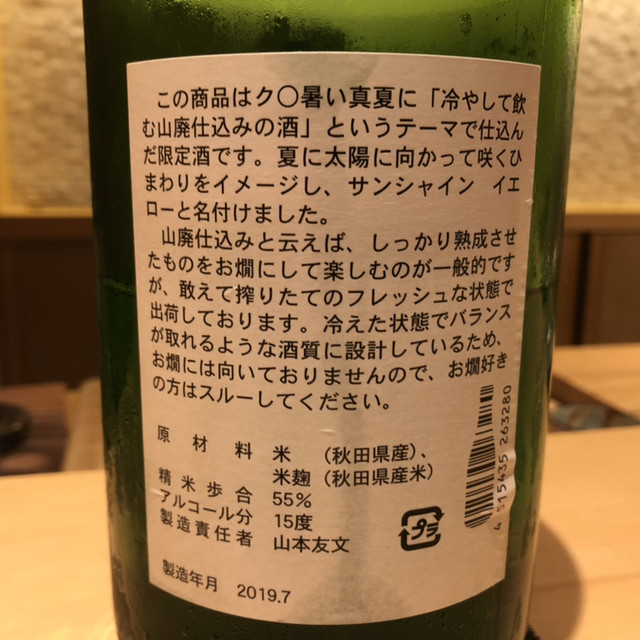 この商品はク〇暑い真夏に「冷やして飲
む山廃仕込みの酒」というテーマで仕込ん
だ限定酒です。夏に太陽に向かって咲くひ
まわりをイメージし、サンシャイン イエ
ローと名付けました。
山廃仕込みと云えば、しっかり熟成させ
たものをお燗にして楽しむのが一般的です
が、敢えて搾りたてのフレッシュな状態で
出荷しております。冷えた状態でバランス
が取れるような酒質に設計しているため、
お燗には向いておりませんので、お燗好き
の方はスルーしてください。
原材料 米 (秋田県産)、
米麹(秋田県産米)
精米歩合 55%
アルコール分 15度
製造責任者 山本友文
製造年月 2019.7
プラ
4 515435 263280